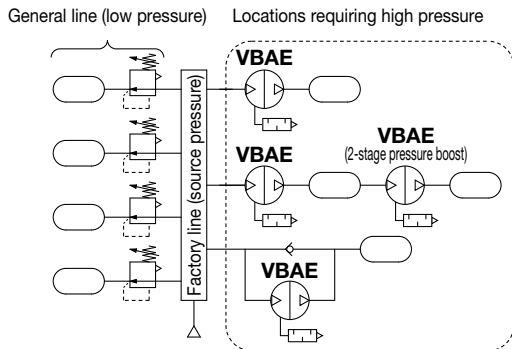 General line (low pressure)
Locations requiring high pressure
VBAE
VBAE
VBAE
(2-stage pressure boost)
Factory line (source pressure)
VBAE